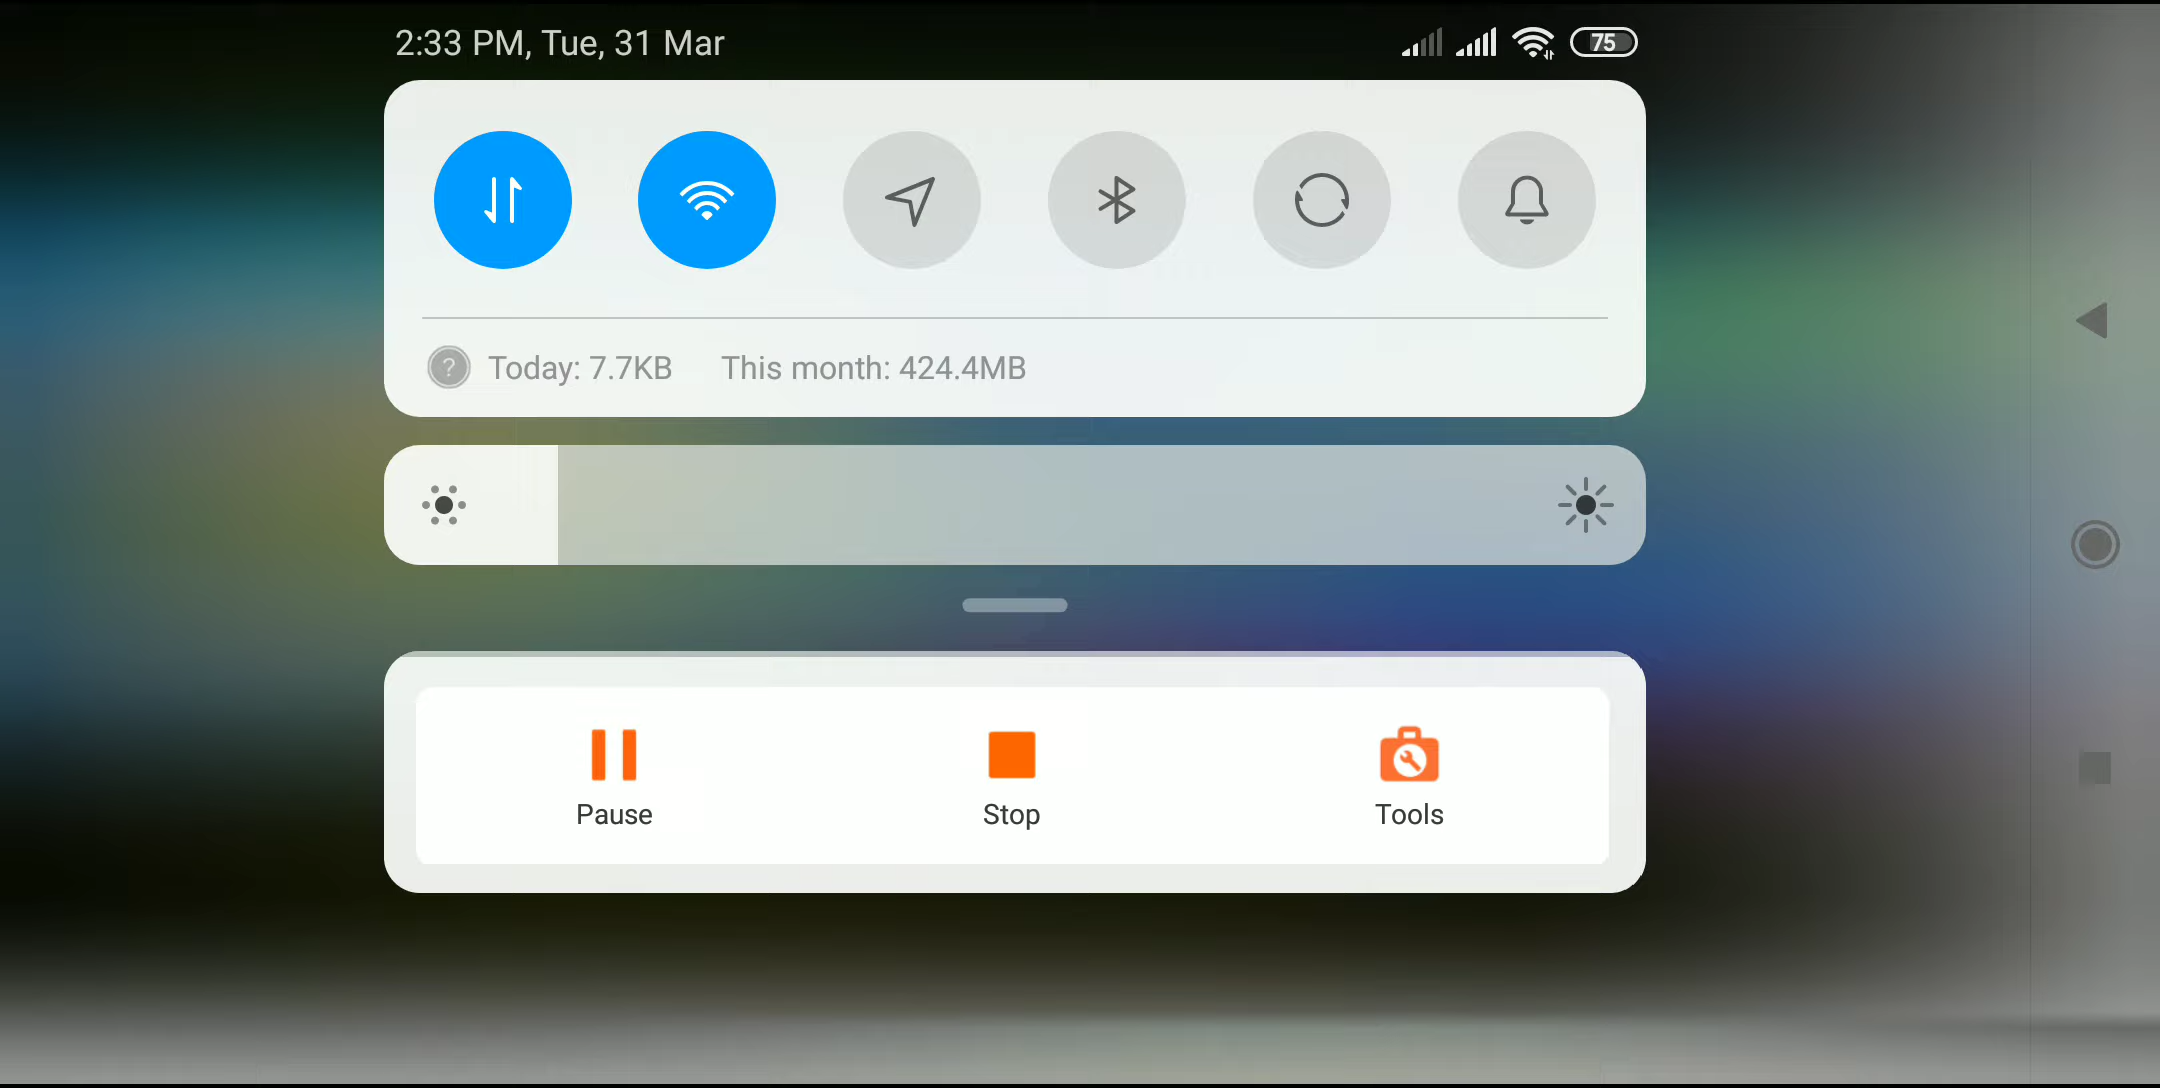 2:33 PM, Tue, 31 Mar
75
? Today: 7.7KB This month: 424.4MB
Pause Stop Tools